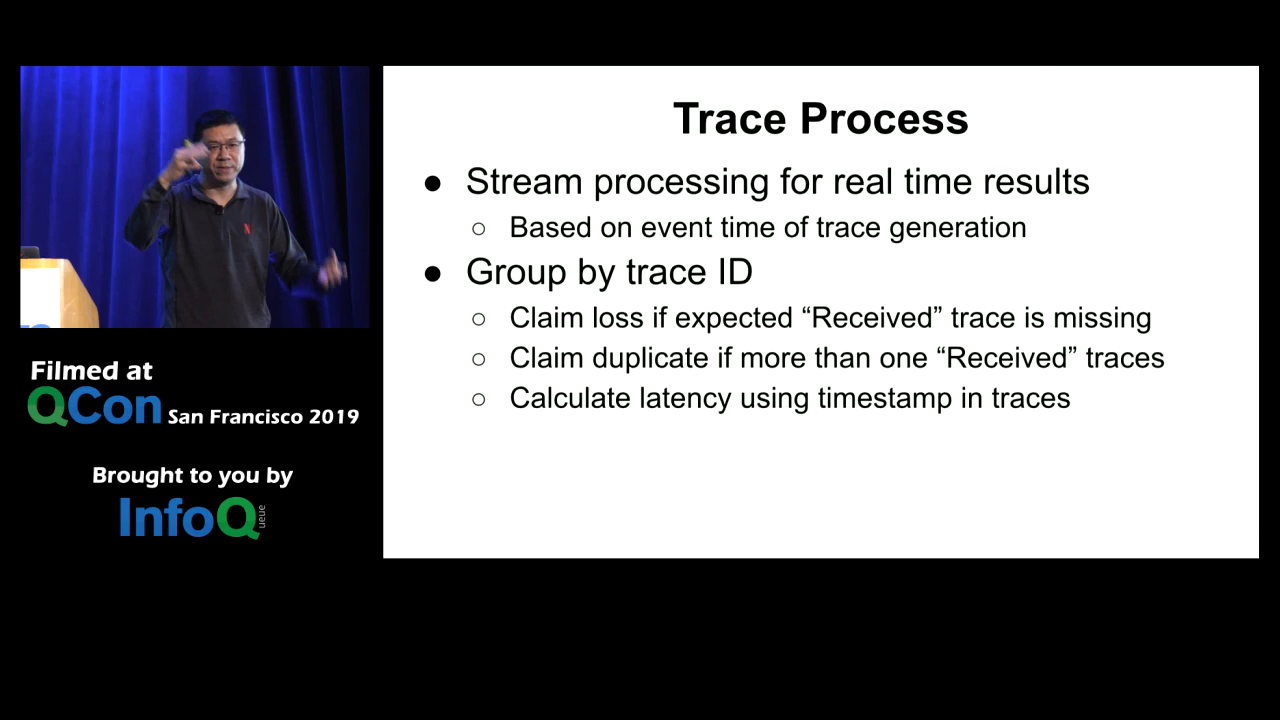 Trace Process
● Stream processing for real time results
○ Based on event time of trace generation
● Group by trace ID
○ Claim loss if expected “Received” trace is missing
○ Claim duplicate if more than one “Received” traces
○ Calculate latency using timestamp in traces
N
Filmed at
QCon San Francisco 2019
Brought to you by
InfoQueue